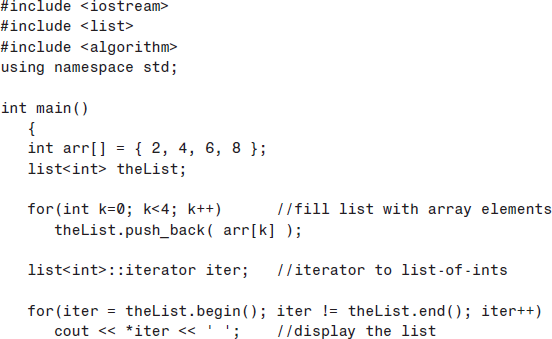 #include <iostream>
#include <list>
#include <algorithm>
using namespace std;

int main()
   {
   int arr[] = { 2, 4, 6, 8 };
   list<int> theList;

   for(int k=0; k<4; k++)      //fill list with array elements
      theList.push_back( arr[k] );

   list<int>::iterator iter;   //iterator to list-of-ints

   for(iter = theList.begin(); iter != theList.end(); iter++)
      cout << *iter << ' ';    //display the list